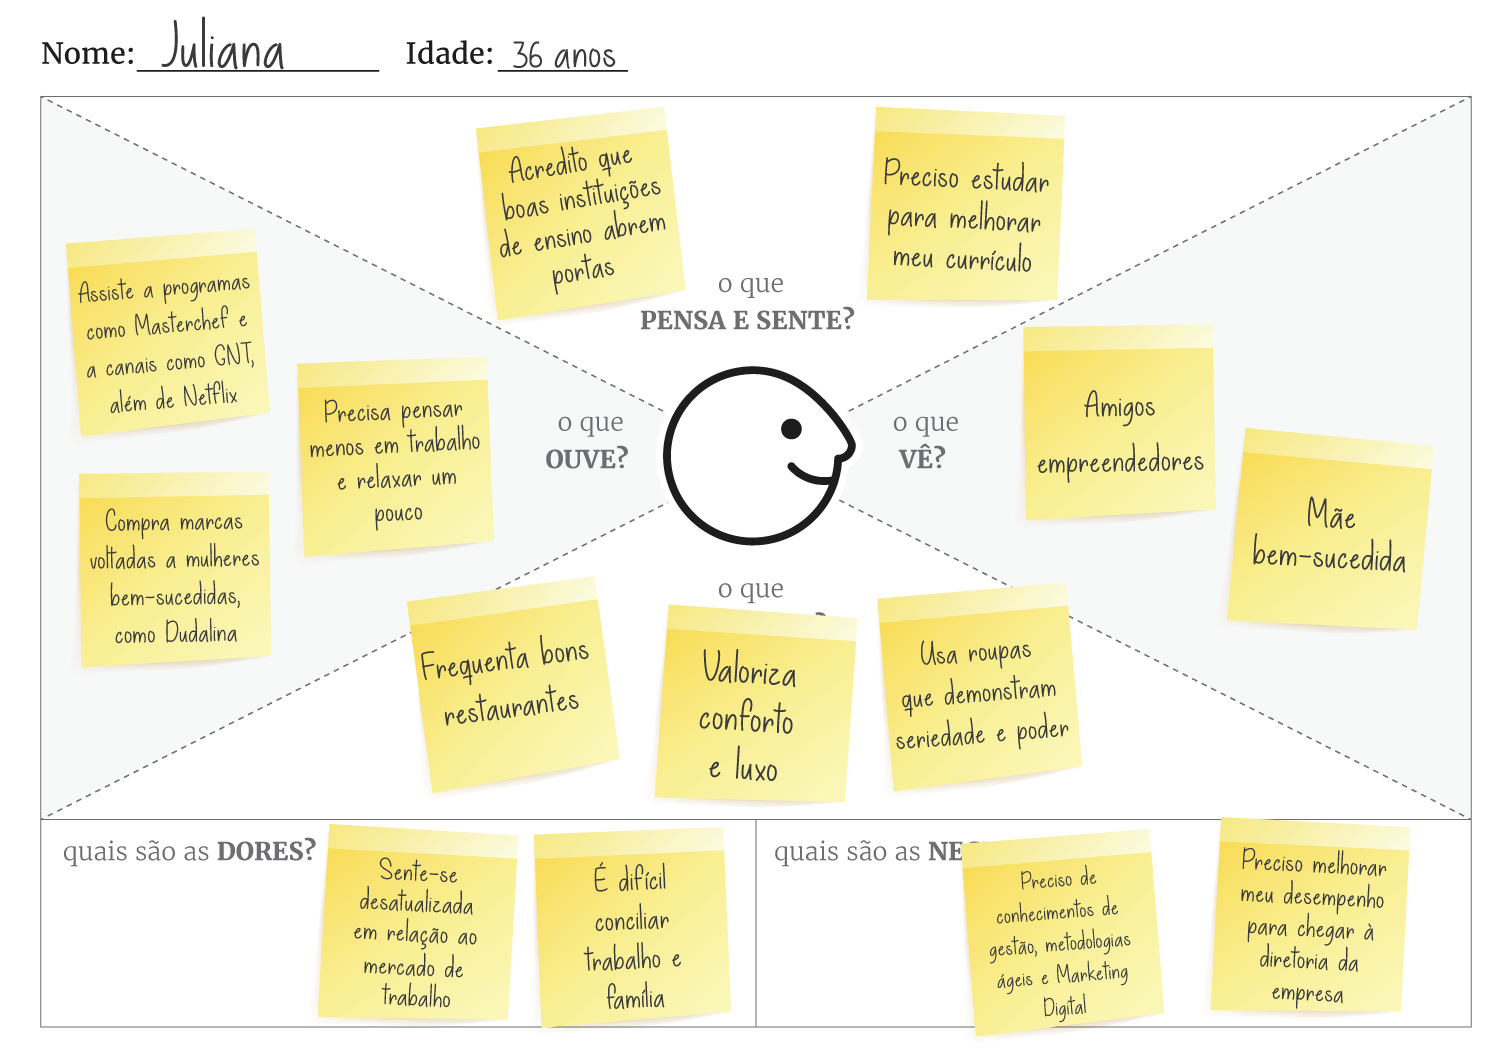 Nome: Juliana Idade: 36 anos
Acredito que
boas instituições
de ensino abrem
portas
Preciso estudar
para melhorar
meu currículo
o que
PENSA E SENTE?
Assiste a programas
como Masterchef e
a canais como GNT,
além de Netflix
Precisa pensar
menos em trabalho
e relaxar um
pouco
Compra marcas
voltadas a mulheres
bem-sucedidas,
como Dudalina
o que
OUVE?
o que
VÊ?
Amigos
empreendedores
Mãe
bem-sucedida
o que
?
Frequenta bons
restaurantes
Valoriza
conforto
e luxo
Usa roupas
que demonstram
seriedade e poder
quais são as DORES?
Sente-se
desatualizada
em relação ao
mercado de
trabalho
É difícil
conciliar
trabalho e
família
quais são as
Preciso de
conhecimentos de
gestão, metodologias
ágeis e Marketing
Digital
Preciso melhorar
meu desempenho
para chegar à
diretoria da
empresa